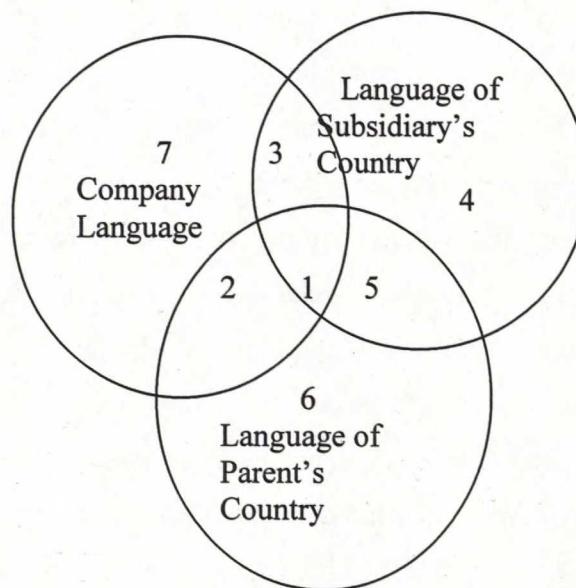 Language of
Subsidiary's
Country
7
3
Company
Language
4
2
1
5
6
Language of
Parent's
Country